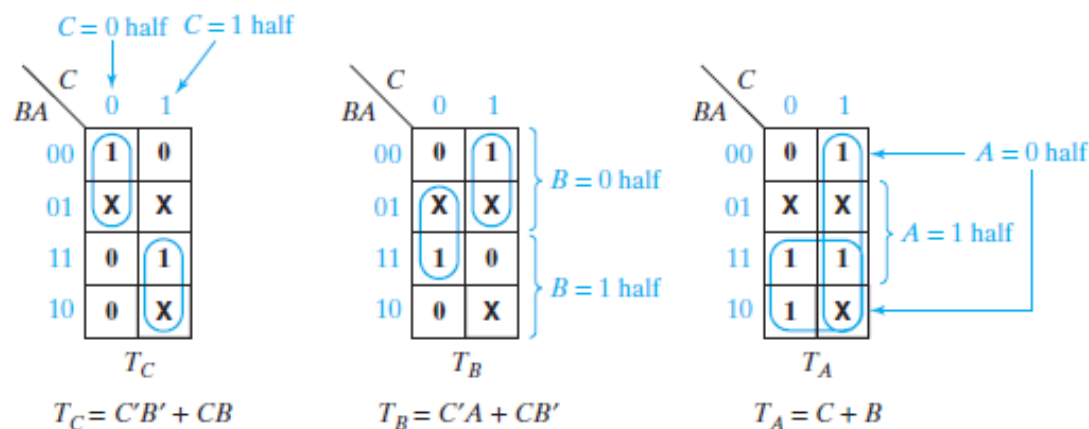 C = 0 half C = 1 half
C C C
BA 0 1 BA 0 1 BA 0 1
00 1 0 00 0 1 00 0 1 A = 0 half
B = 0 half
01 X X 01 X X 01 X X
A = 1 half
11 0 1 11 1 0 11 1 1
B = 1 half
10 0 X 10 0 X 10 1 X
T_C T_B T_A
T_C = C′B′ + CB T_B = C′A + CB′ T_A = C + B